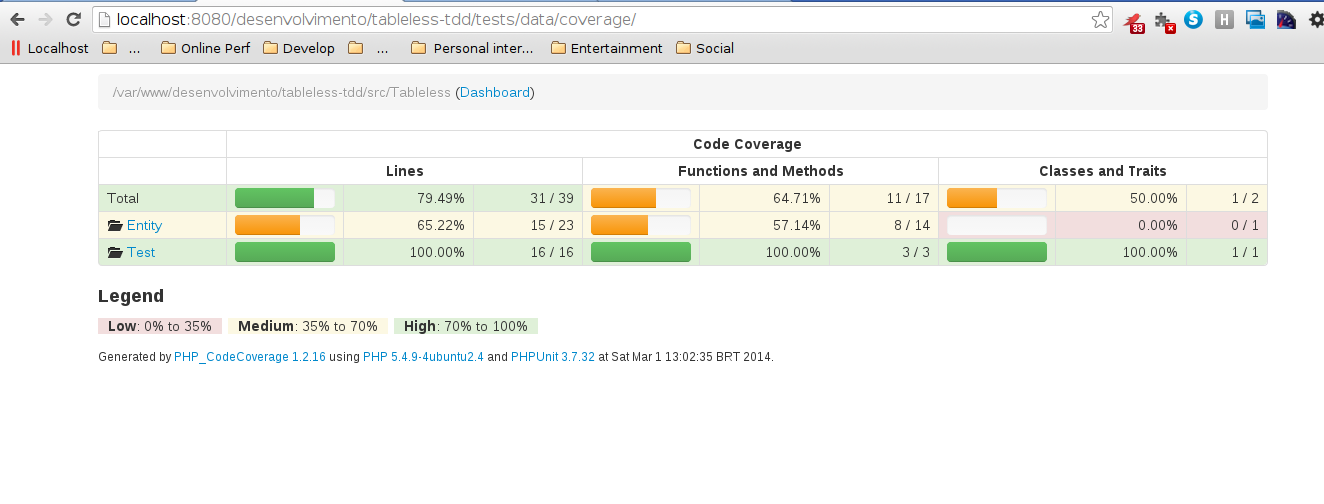 localhost:8080/desenvolvimento/tableless-tdd/tests/data/coverage/
33
S
H
Localhost ... Online Perf Develop ... Personal inter... Entertainment Social
/var/www/desenvolvimento/tableless-tdd/src/Tableless (Dashboard)
Code Coverage
Lines Functions and Methods Classes and Traits
Total 79.49% 31 / 39 64.71% 11 / 17 50.00% 1 / 2
Entity 65.22% 15 / 23 57.14% 8 / 14 0.00% 0 / 1
Test 100.00% 16 / 16 100.00% 3 / 3 100.00% 1 / 1
Legend
Low: 0% to 35% Medium: 35% to 70% High: 70% to 100%
Generated by PHP_CodeCoverage 1.2.16 using PHP 5.4.9-4ubuntu2.4 and PHPUnit 3.7.32 at Sat Mar 1 13:02:35 BRT 2014.